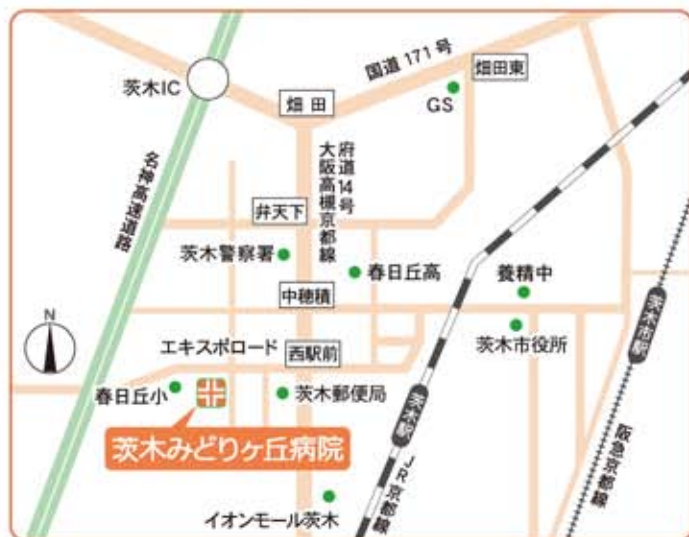 国道 171 号
畑田東
茨木IC
畑 田
GS
名神高速道路
府道14号
大阪高槻京都線
弁天下
茨木警察署
春日丘高
養精中
中穂積
N
エキスポロード
西駅前
茨木市役所
茨木市駅
春日丘小
茨木郵便局
茨木駅
茨木みどりヶ丘病院
JR京都線
阪急京都線
イオンモール茨木